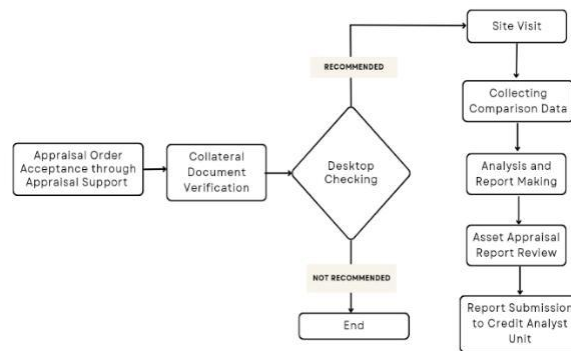 Appraisal Order
Acceptance through
Appraisal Support
Collateral
Document
Verification
Desktop
Checking
RECOMMENDED
NOT RECOMMENDED
End
Site Visit
Collecting
Comparison Data
Analysis and
Report Making
Asset Appraisal
Report Review
Report Submission
to Credit Analyst
Unit